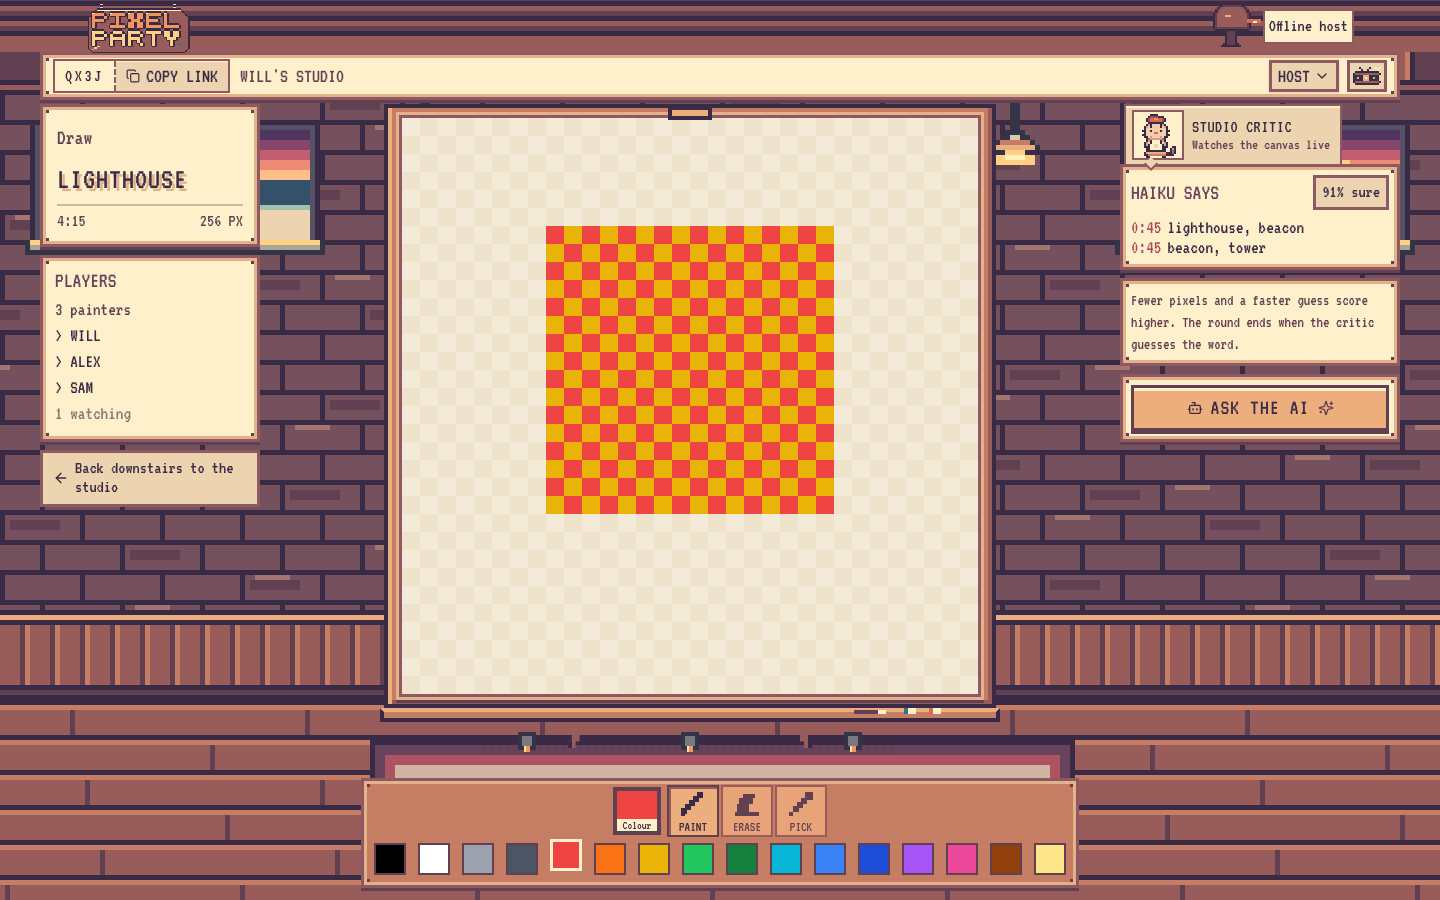 PIXEL
PARTY
Offline host
QX3J
COPY LINK
WILL'S STUDIO
HOST
Draw
LIGHTHOUSE
4:15
256 PX
PLAYERS
3 painters
> WILL
> ALEX
> SAM
1 watching
Back downstairs to the
studio
STUDIO CRITIC
Watches the canvas live
HAIKU SAYS
91% sure
0:45 lighthouse, beacon
0:45 beacon, tower
Fewer pixels and a faster guess score
higher. The round ends when the critic
guesses the word.
ASK THE AI
Colour
PAINT
ERASE
PICK